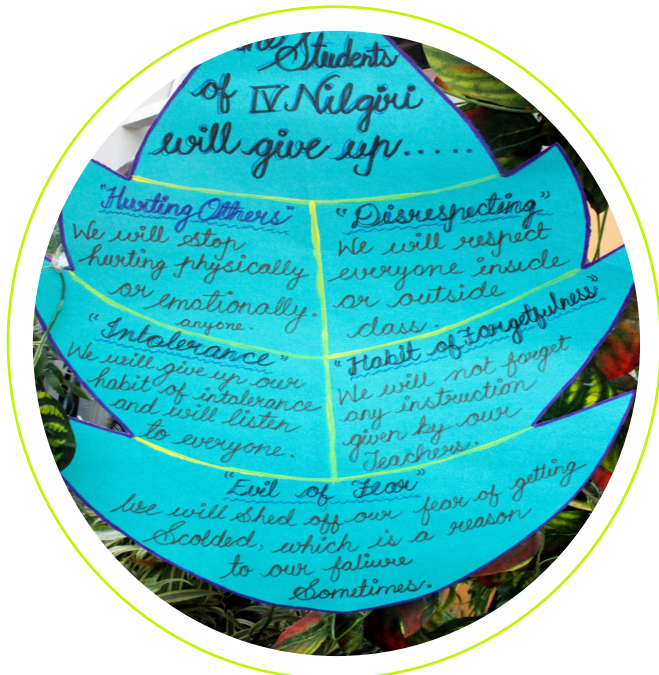 the Students
of IV. Nilgiri
will give up.....
"Hurting Others"
We will stop
hurting physically
or emotionally.
anyone.
"Disrespecting"
We will respect
everyone inside
or outside
class.
"Intolerance"
We will give up our
habit of intolerance
and will listen
to everyone.
"Habit of Forgetfulness"
We will not forget
any instruction
given by our
Teachers.
"Evil of Fear"
We will Shed off our fear of getting
Scolded, which is a reason
to our faliure
Sometimes.